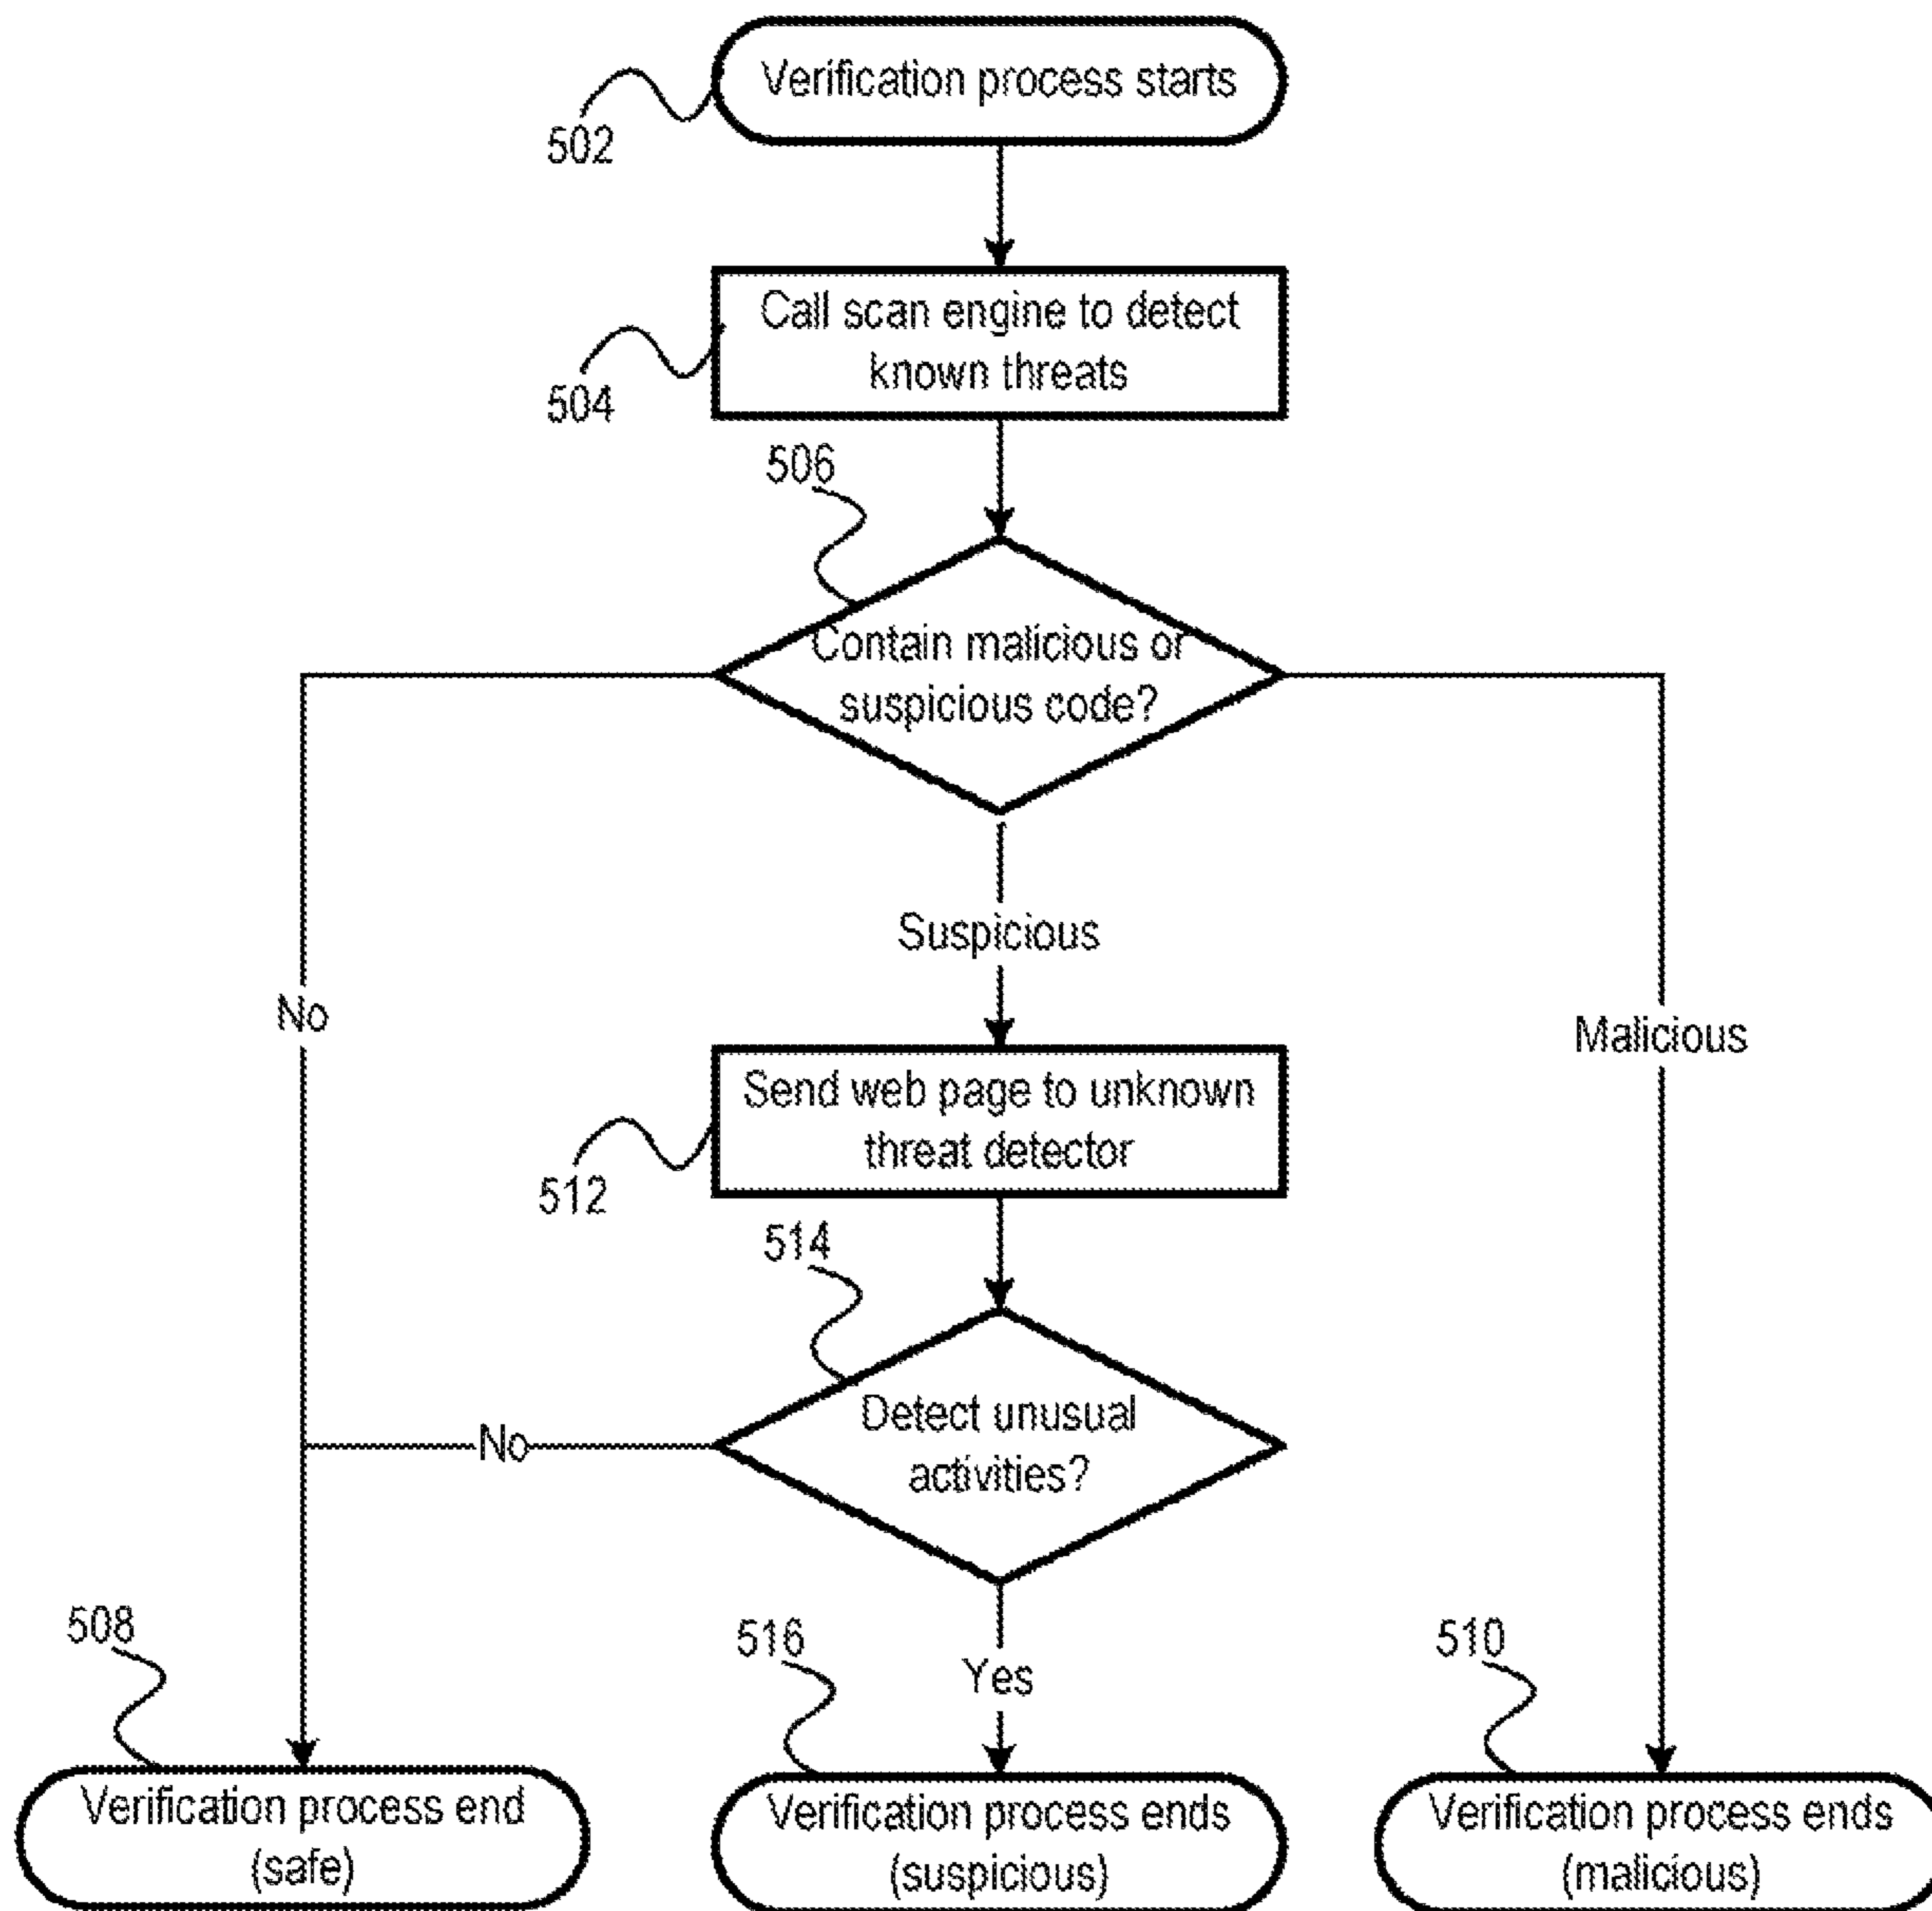 Verification process starts
502
Call scan engine to detect
known threats
504
506
Contain malicious or
suspicious code?
Suspicious
No
Malicious
Send web page to unknown
threat detector
512
514
Detect unusual
activities?
No
508
516
Yes
510
Verification process end
(safe)
Verification process ends
(suspicious)
Verification process ends
(malicious)